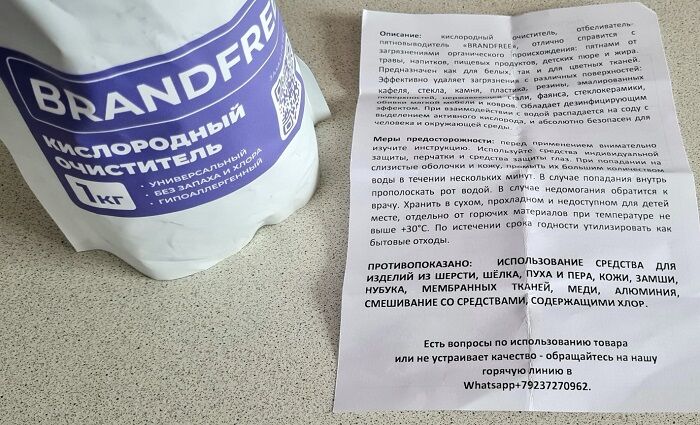 BRANDFREE
КИСЛОРОДНЫЙ
ОЧИСТИТЕЛЬ
1 КГ
· УНИВЕРСАЛЬНЫЙ
· БЕЗ ЗАПАХА И ХЛОРА
· ГИПОАЛЛЕРГЕННЫЙ
Описание: кислородный очиститель, отбеливатель-
пятновыводитель «BRANDFREE», отлично справится с
загрязнениями органического происхождения: пятнами от
травы, напитков, пищевых продуктов, детских пюре и жира.
Предназначен как для белых, так и для цветных тканей.
Эффективно удаляет загрязнения с различных поверхностей:
кафеля, стекла, камня, пластика, резины, эмалированных
поверхностей, нержавеющей стали, фаянса, стеклокерамики,
обивки мягкой мебели и ковров, обладает дезинфицирующим
эффектом. При взаимодействии с водой распадается на соду с
выделением активного кислорода, и абсолютно безопасен для
человека и окружающей среды.
Меры предосторожности: перед применением внимательно
изучите инструкцию. Используйте средства индивидуальной
защиты, перчатки и средства защиты глаз. При попадании на
слизистые оболочки и кожу, промыть их большим количеством
воды в течении нескольких минут. В случае попадания внутрь
прополоскать рот водой. В случае недомогания обратится к
врачу. Хранить в сухом, прохладном и недоступном для детей
месте, отдельно от горючих материалов при температуре не
выше +30°С. По истечении срока годности утилизировать как
бытовые отходы.
ПРОТИВОПОКАЗАНО: ИСПОЛЬЗОВАНИЕ СРЕДСТВА ДЛЯ
ИЗДЕЛИЙ ИЗ ШЕРСТИ, ШЁЛКА, ПУХА И ПЕРА, КОЖИ, ЗАМШИ,
НУБУКА, МЕМБРАННЫХ ТКАНЕЙ, МЕДИ, АЛЮМИНИЯ,
СМЕШИВАНИЕ СО СРЕДСТВАМИ, СОДЕРЖАЩИМИ ХЛОР.
Есть вопросы по использованию товара
или не устраивает качество - обращайтесь на нашу
горячую линию в
Whatsapp+79237270962.